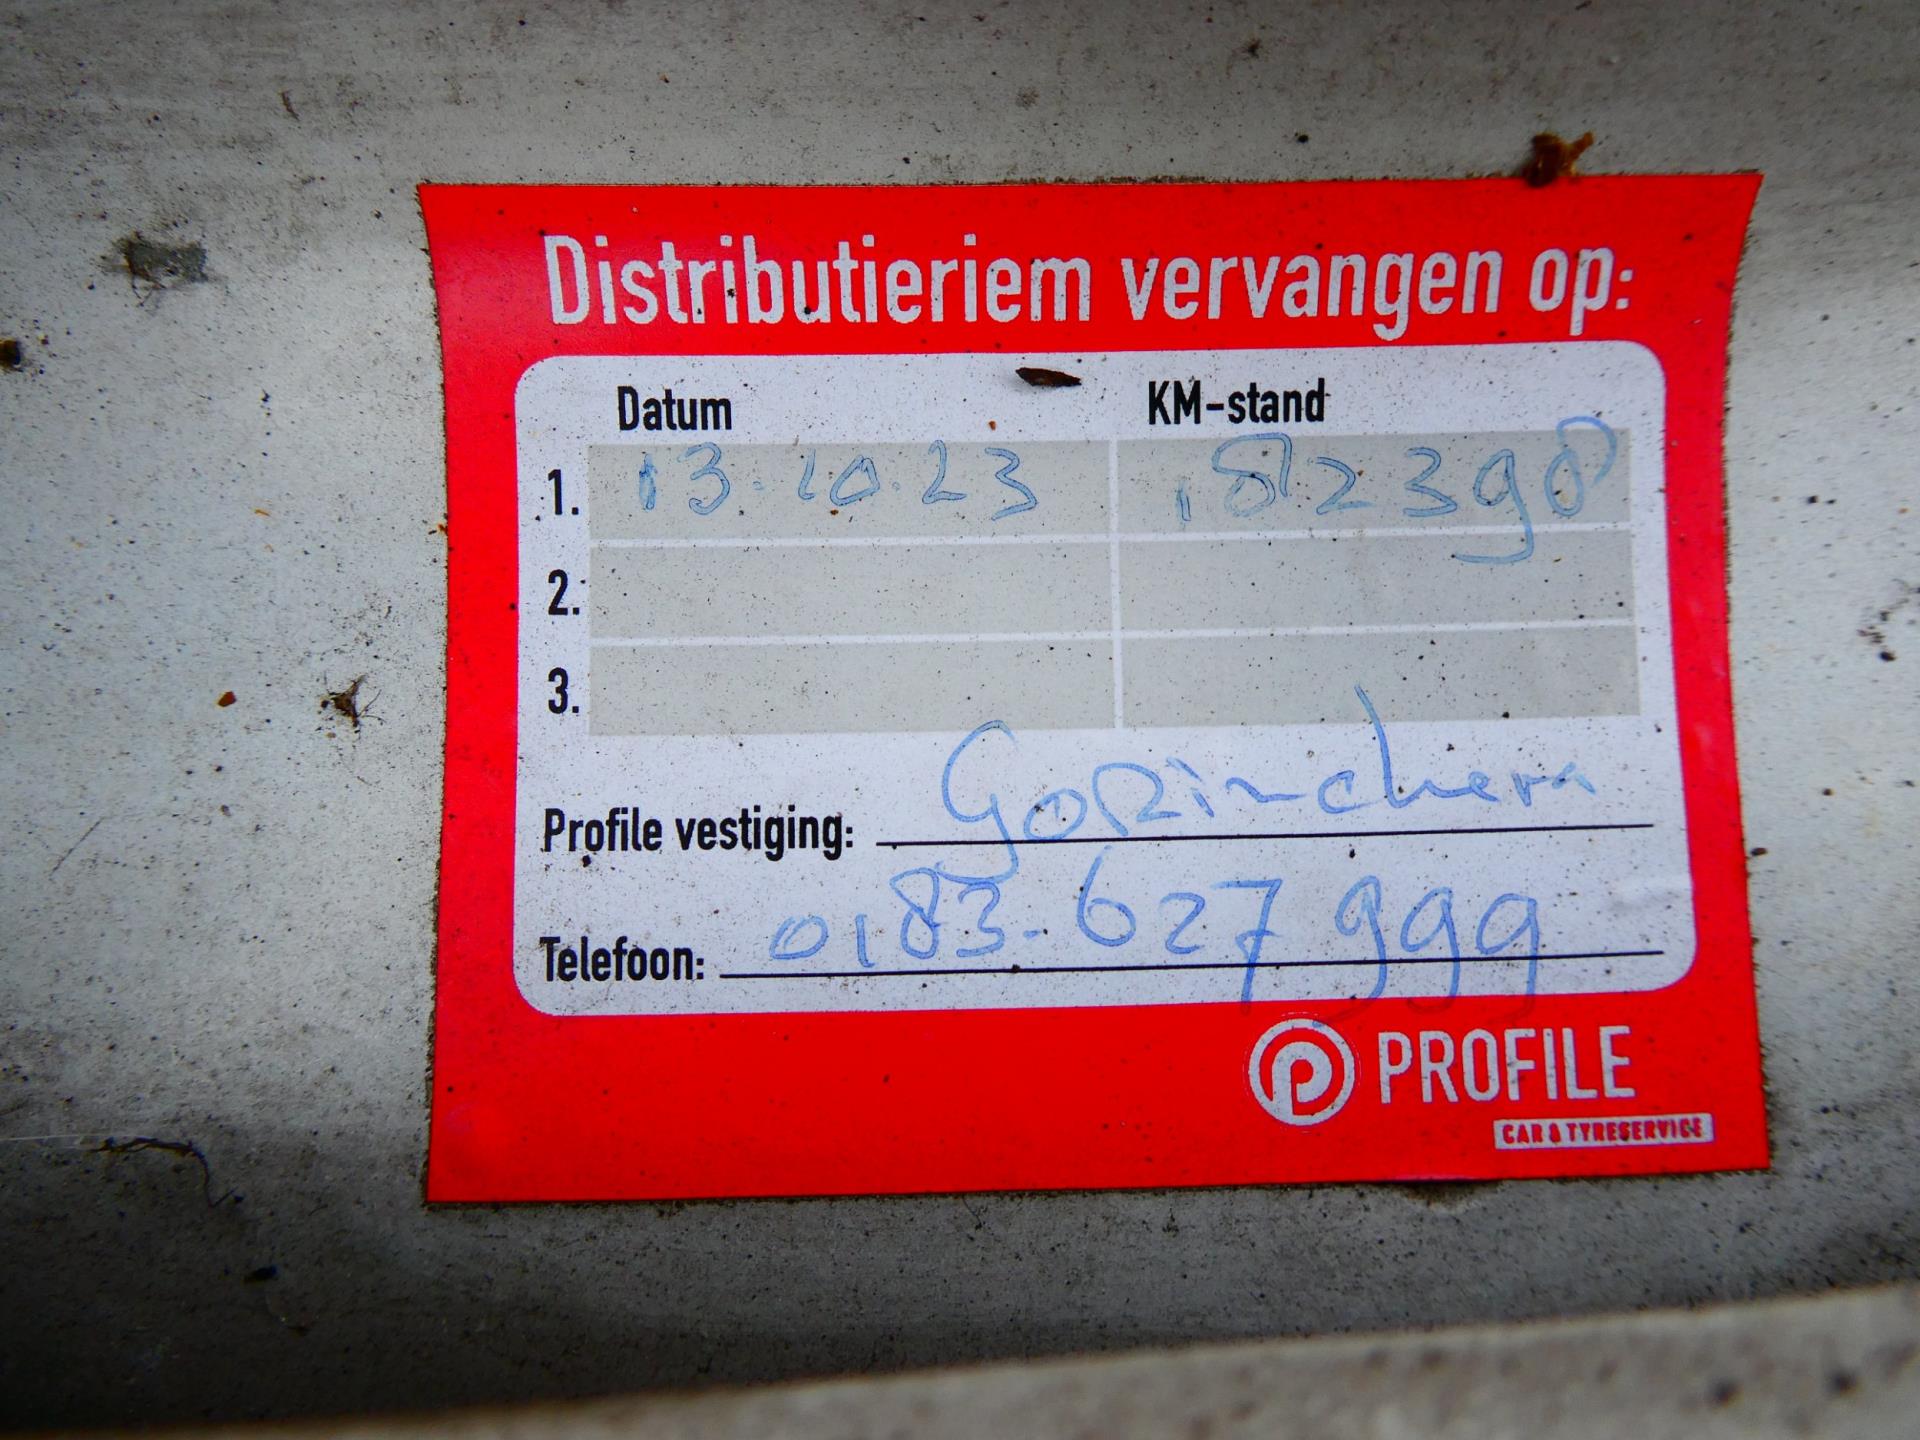 Distributieriem vervangen op:
Datum KM-stand
1. 13.10.23 182398
2.
3.
Profile vestiging: Gorinchem
Telefoon: 0183-627999
PROFILE
CAR & TYRESERVICE